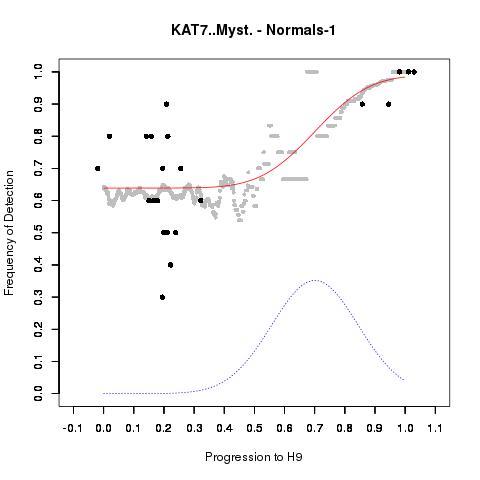 KAT7..Myst. - Normals-1
Frequency of Detection
1.0
0.9
0.8
0.7
0.6
0.5
0.4
0.3
0.2
0.1
0.0
-0.1 0.0 0.1 0.2 0.3 0.4 0.5 0.6 0.7 0.8 0.9 1.0 1.1
Progression to H9